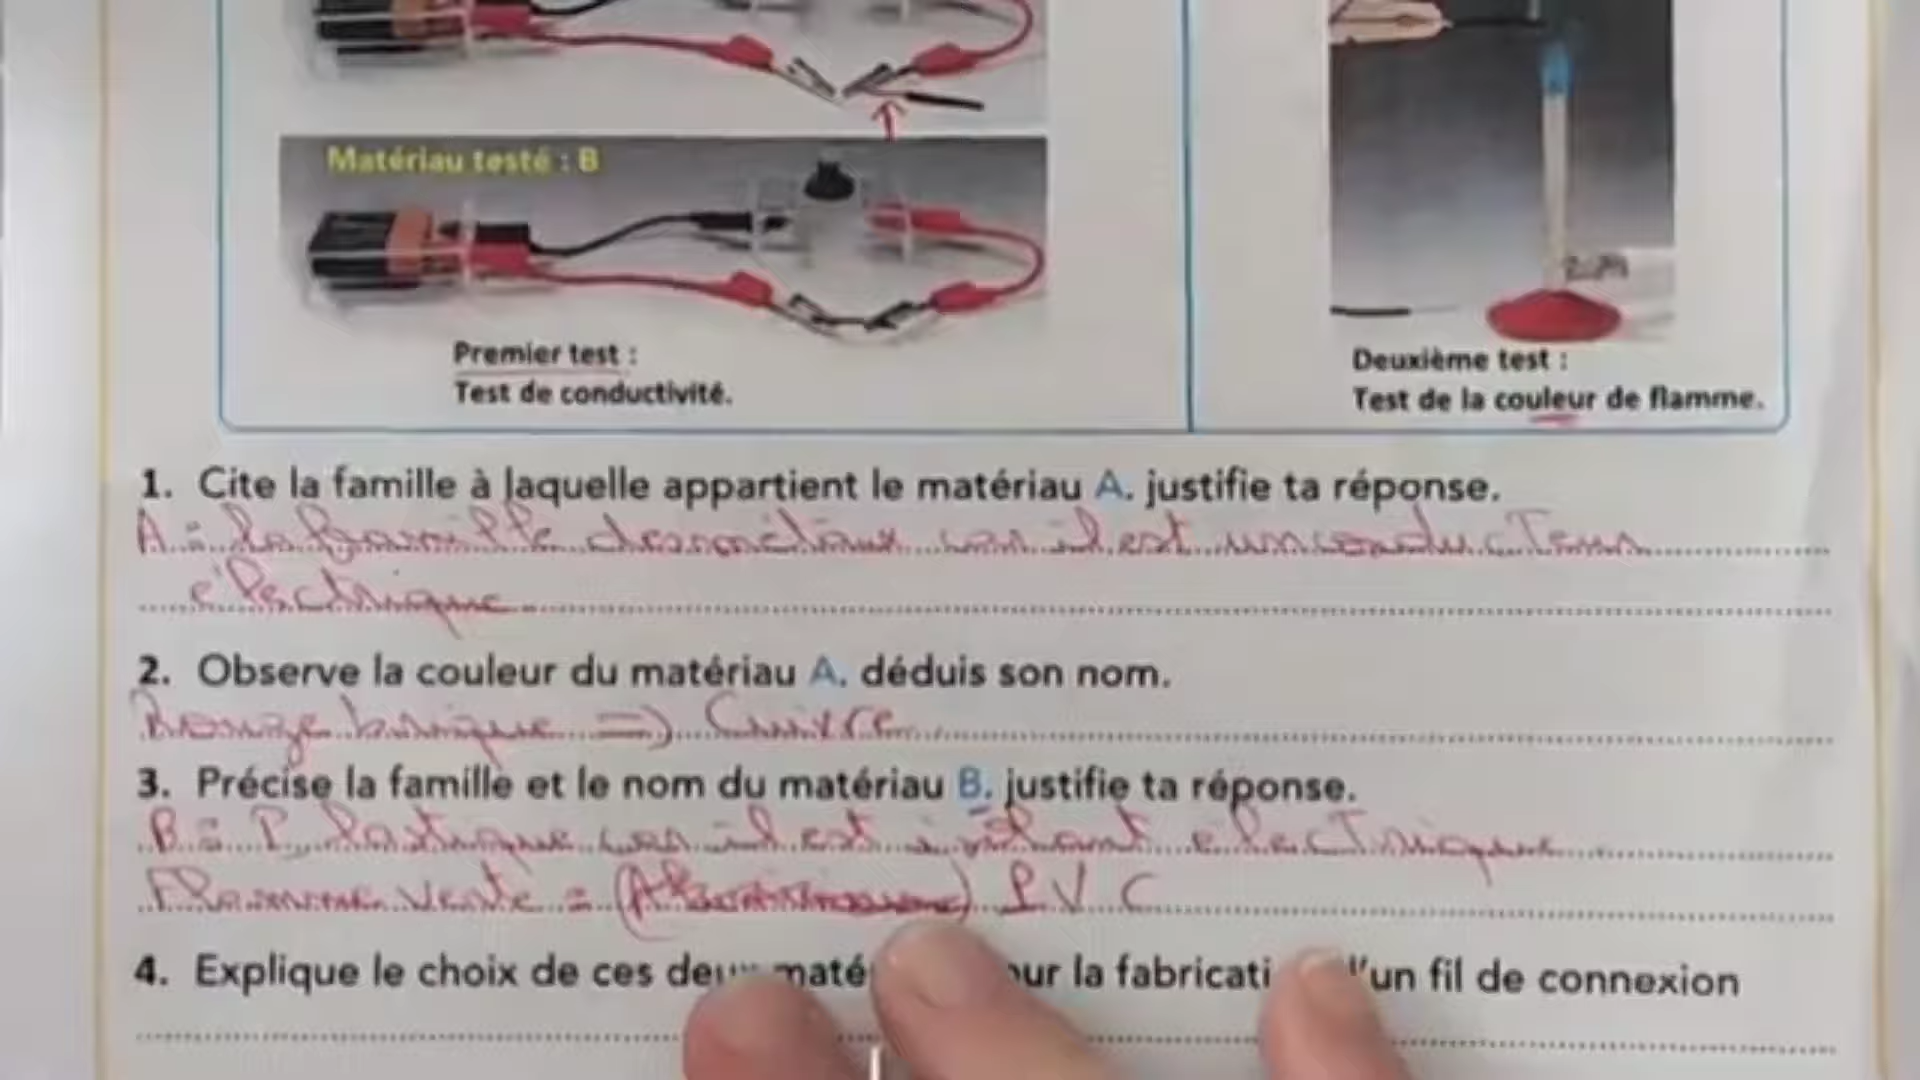 Matériau testé : B
Premier test :
Test de conductivité.
Deuxième test :
Test de la couleur de flamme.
1. Cite la famille à laquelle appartient le matériau A. justifie ta réponse.
A : la famille des métaux car il est un conducteur
électrique
2. Observe la couleur du matériau A. déduis son nom.
Rouge brique => Cuivre
3. Précise la famille et le nom du matériau B. justifie ta réponse.
B : Plastique car il est isolant électrique
Flamme verte = PVC
4. Explique le choix de ces deux maté ur la fabricati d'un fil de connexion